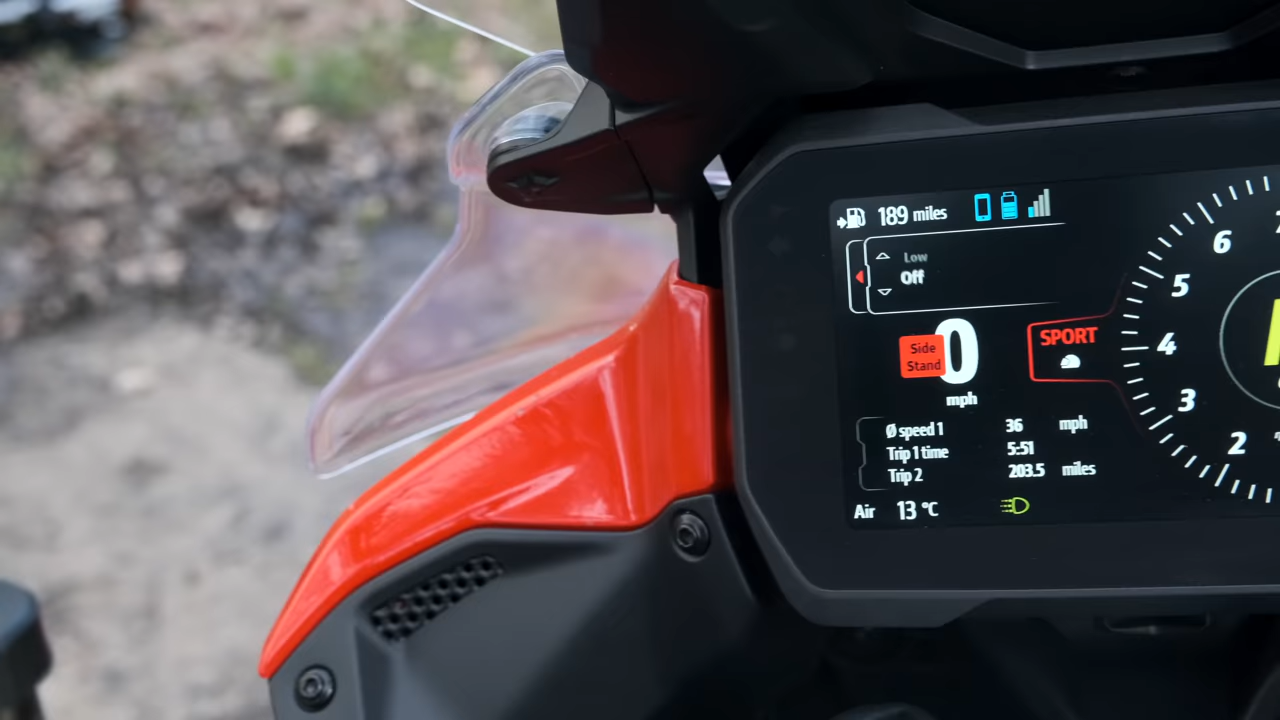 189 miles
Low
Off
Side
Stand
0
mph
SPORT
6
5
4
3
2
Ø speed 1 36 mph
Trip 1 time 5:51
Trip 2 203.5 miles
Air 13 °C